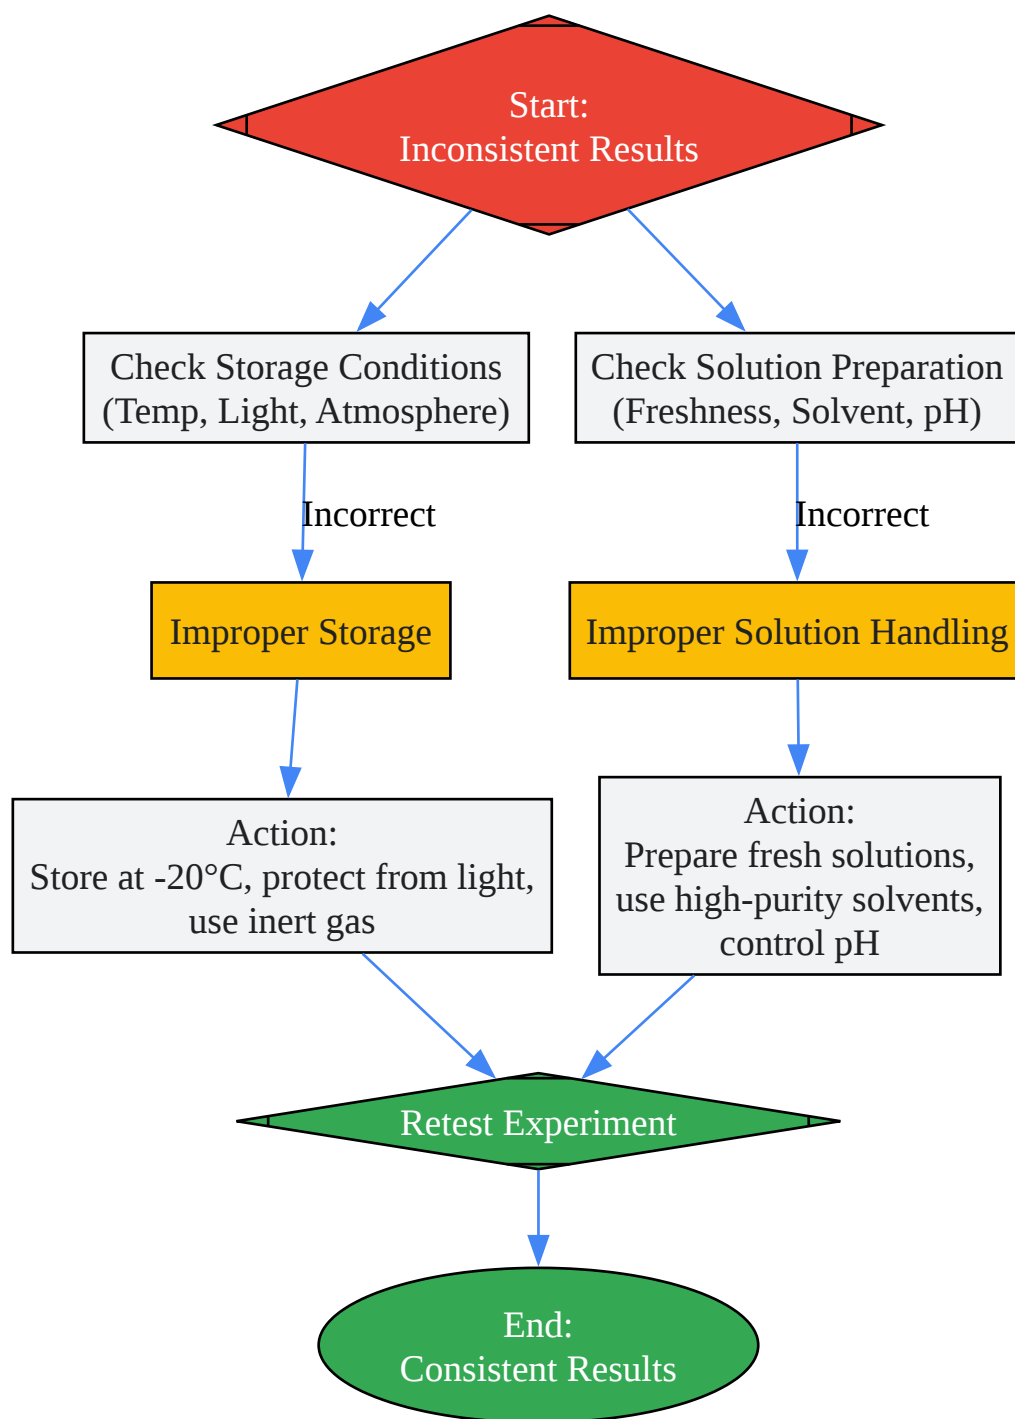 Start:
Inconsistent Results
Check Storage Conditions
(Temp, Light, Atmosphere)
Check Solution Preparation
(Freshness, Solvent, pH)
Incorrect
Incorrect
Improper Storage
Improper Solution Handling
Action:
Store at -20°C, protect from light,
use inert gas
Action:
Prepare fresh solutions,
use high-purity solvents,
control pH
Retest Experiment
End:
Consistent Results